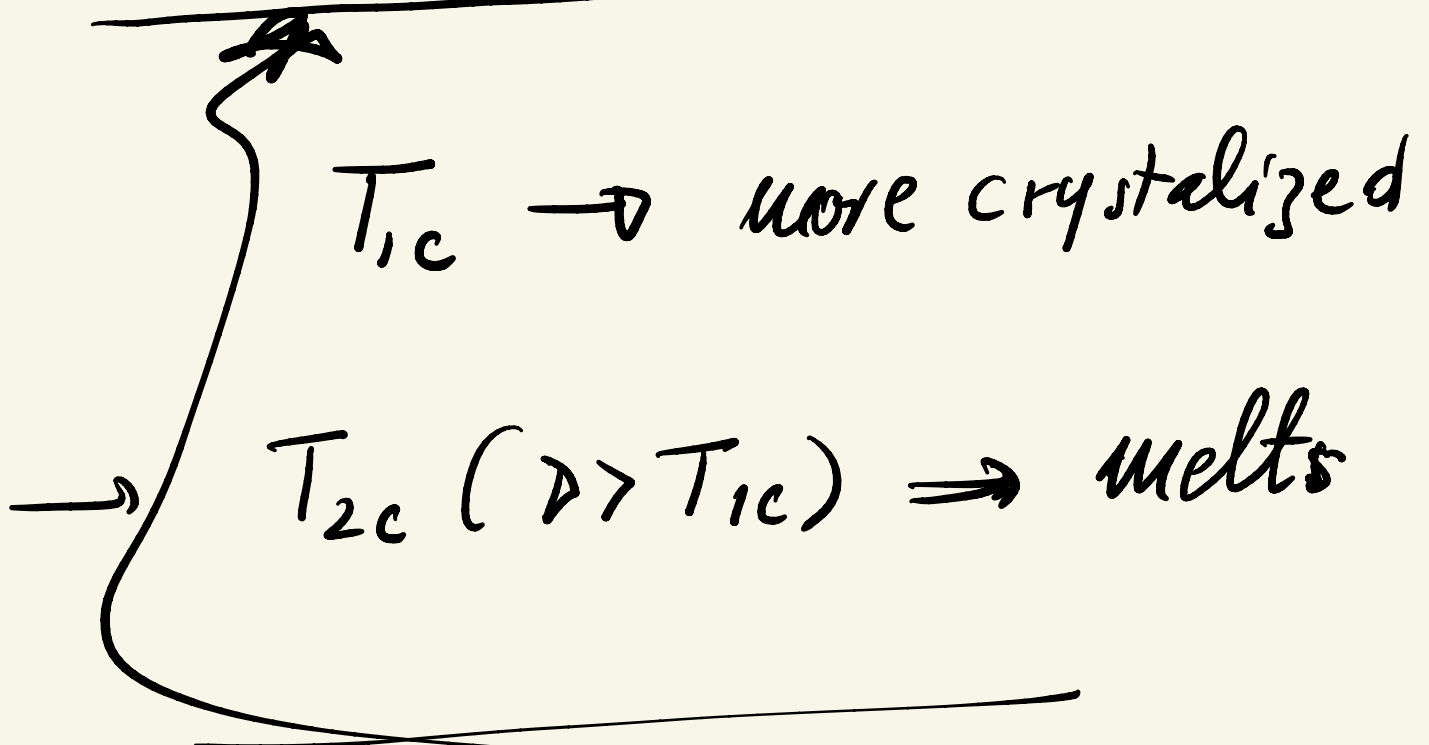 T₁c → more crystalized
T₂c (>> T₁c) ⇒ melts